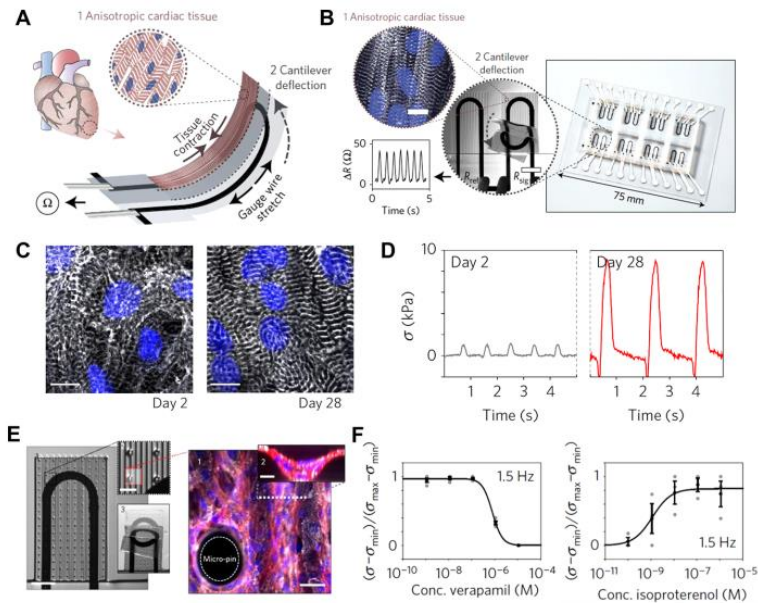 A
1 Anisotropic cardiac tissue
2 Cantilever
deflection
Tissue
contraction
Gauge wire
stretch
Ω
B
1 Anisotropic cardiac tissue
2 Cantilever
deflection
50
0
ΔR (Ω)
0 5
Time (s)
75 mm
C
Day 2
Day 28
D
10
0
σ (kPa)
Day 2
Day 28
1 2 3 4
1 2 3 4
Time (s)
Time (s)
E
3
1
2
Micro-pin
F
(σ−σmin)/(σmax−σmin)
1
0
1.5 Hz
10−10 10−8 10−6 10−4
Conc. verapamil (M)
(σ−σmin)/(σmax−σmin)
1
0
1.5 Hz
10−11 10−9 10−7 10−5
Conc. isoproterenol (M)